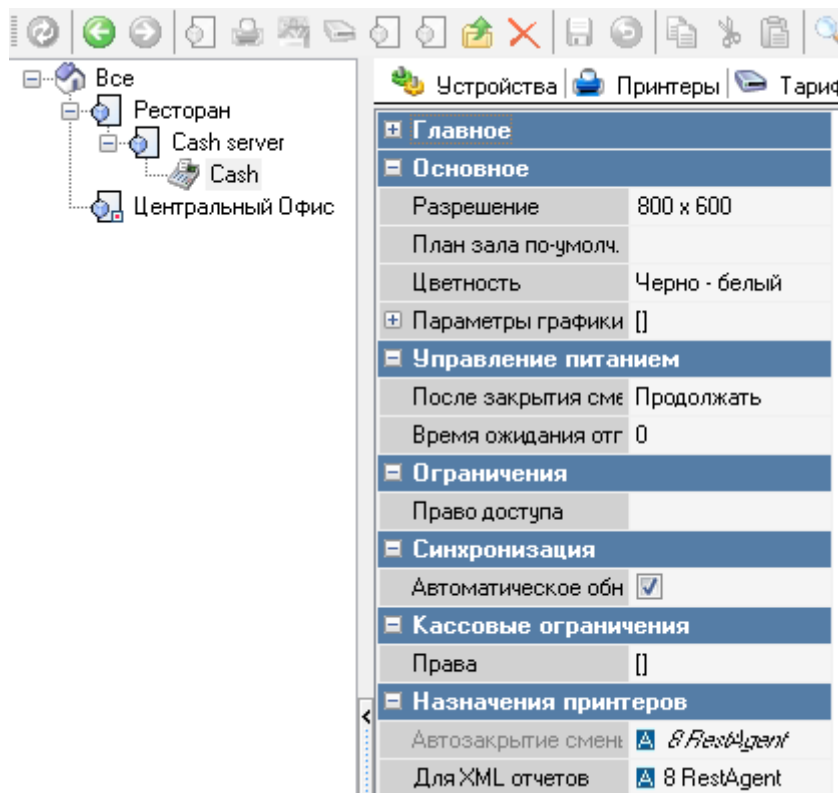 Все
Ресторан
Cash server
Cash
Центральный Офис
Устройства Принтеры Тариф
Главное
Основное
Разрешение 800 x 600
План зала по-умолч.
Цветность Черно - белый
Параметры графики []
Управление питанием
После закрытия сме Продолжать
Время ожидания отг 0
Ограничения
Право доступа
Синхронизация
Автоматическое обн
Кассовые ограничения
Права []
Назначения принтеров
Автозакрытие смень A 8 RestAgent
Для XML отчетов A 8 RestAgent